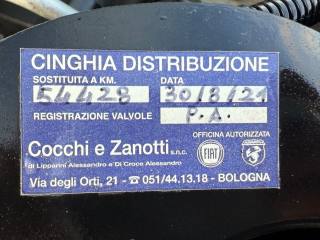 CINGHIA DISTRIBUZIONE
SOSTITUITA A KM. DATA
54428 30/8/21
REGISTRAZIONE VALVOLE P.A.
OFFICINA AUTORIZZATA
Cocchi e Zanotti s.n.c.
di Lipparini Alessandro e Di Croce Alessandro
FIAT
Via degli Orti, 21 - ☎ 051/44.13.18 - BOLOGNA